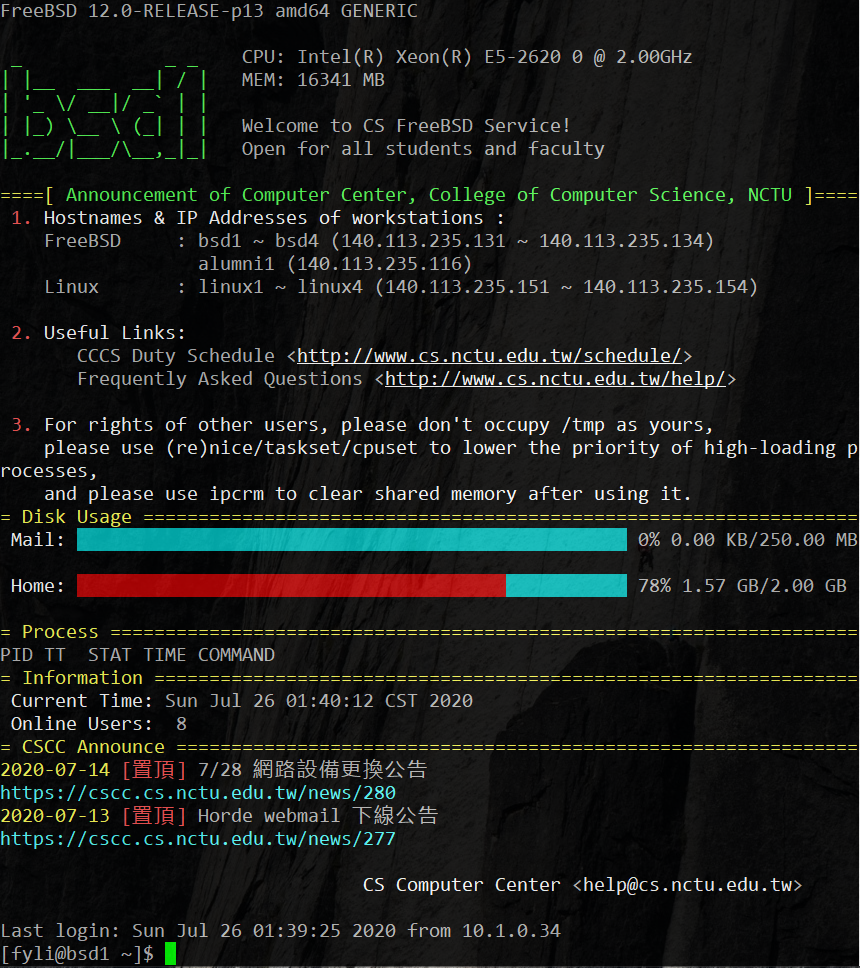 FreeBSD 12.0-RELEASE-p13 amd64 GENERIC
CPU: Intel(R) Xeon(R) E5-2620 0 @ 2.00GHz
MEM: 16341 MB
bsd1
Welcome to CS FreeBSD Service!
Open for all students and faculty
====[ Announcement of Computer Center, College of Computer Science, NCTU ]====
1. Hostnames & IP Addresses of workstations :
FreeBSD     : bsd1 ~ bsd4 (140.113.235.131 ~ 140.113.235.134)
alumni1 (140.113.235.116)
Linux       : linux1 ~ linux4 (140.113.235.151 ~ 140.113.235.154)
2. Useful Links:
CCCS Duty Schedule <http://www.cs.nctu.edu.tw/schedule/>
Frequently Asked Questions <http://www.cs.nctu.edu.tw/help/>
3. For rights of other users, please don't occupy /tmp as yours,
please use (re)nice/taskset/cpuset to lower the priority of high-loading p
rocesses,
and please use ipcrm to clear shared memory after using it.
= Disk Usage =================================================================
Mail: 0% 0.00 KB/250.00 MB
Home: 78% 1.57 GB/2.00 GB
= Process ====================================================================
PID TT  STAT TIME COMMAND
= Information ================================================================
Current Time: Sun Jul 26 01:40:12 CST 2020
Online Users:  8
= CSCC Announce ==============================================================
2020-07-14 [置頂] 7/28 網路設備更換公告
https://cscc.cs.nctu.edu.tw/news/280
2020-07-13 [置頂] Horde webmail 下線公告
https://cscc.cs.nctu.edu.tw/news/277
CS Computer Center <help@cs.nctu.edu.tw>
Last login: Sun Jul 26 01:39:25 2020 from 10.1.0.34
[fyli@bsd1 ~]$